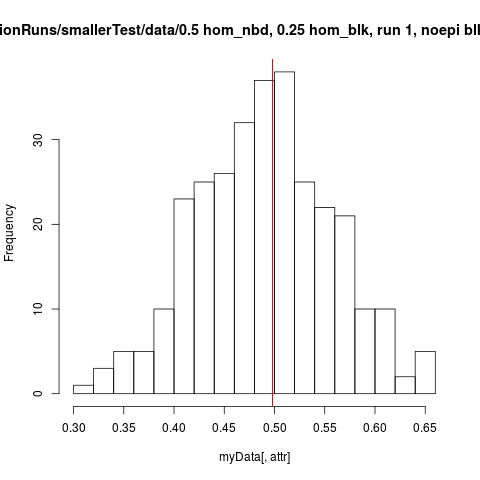 ionRuns/smallerTest/data/0.5 hom_nbd, 0.25 hom_blk, run 1, noepi blk
Frequency
30
20
10
0
0.30 0.35 0.40 0.45 0.50 0.55 0.60 0.65
myData[, attr]